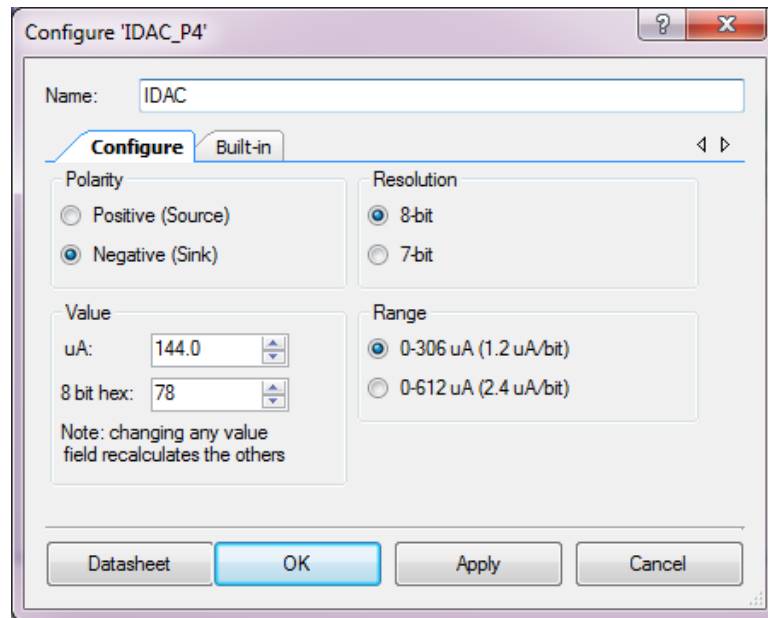 Configure 'IDAC_P4'
Name: IDAC
Configure Built-in
Polarity
Positive (Source)
Negative (Sink)
Resolution
8-bit
7-bit
Value
uA: 144.0
8 bit hex: 78
Note: changing any value
field recalculates the others
Range
0-306 uA (1.2 uA/bit)
0-612 uA (2.4 uA/bit)
Datasheet OK Apply Cancel